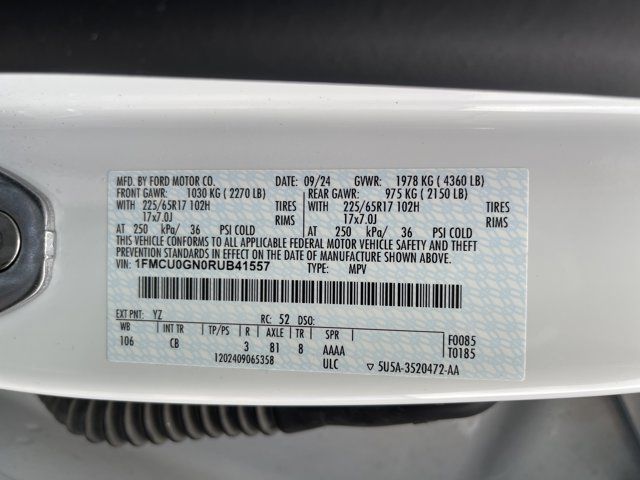 MFD. BY FORD MOTOR CO. DATE: 09/24 GVWR: 1978 KG ( 4360 LB)
FRONT GAWR: 1030 KG ( 2270 LB) REAR GAWR: 975 KG ( 2150 LB)
WITH 225/65R17 102H TIRES WITH 225/65R17 102H TIRES
17x7.0J RIMS 17x7.0J RIMS
AT 250 kPa/ 36 PSI COLD AT 250 kPa/ 36 PSI COLD
THIS VEHICLE CONFORMS TO ALL APPLICABLE FEDERAL MOTOR VEHICLE SAFETY AND THEFT
PREVENTION STANDARDS IN EFFECT ON THE DATE OF MANUFACTURE SHOWN ABOVE.
VIN: 1FMCU0GN0RUB41557 TYPE: MPV
EXT PNT: YZ RC: 52 DSO:
WB INT TR TP/PS R AXLE TR SPR F0085
106 CB 3 81 8 AAAA T0185
1202409065358 ULC ▽ 5U5A-3520472-AA